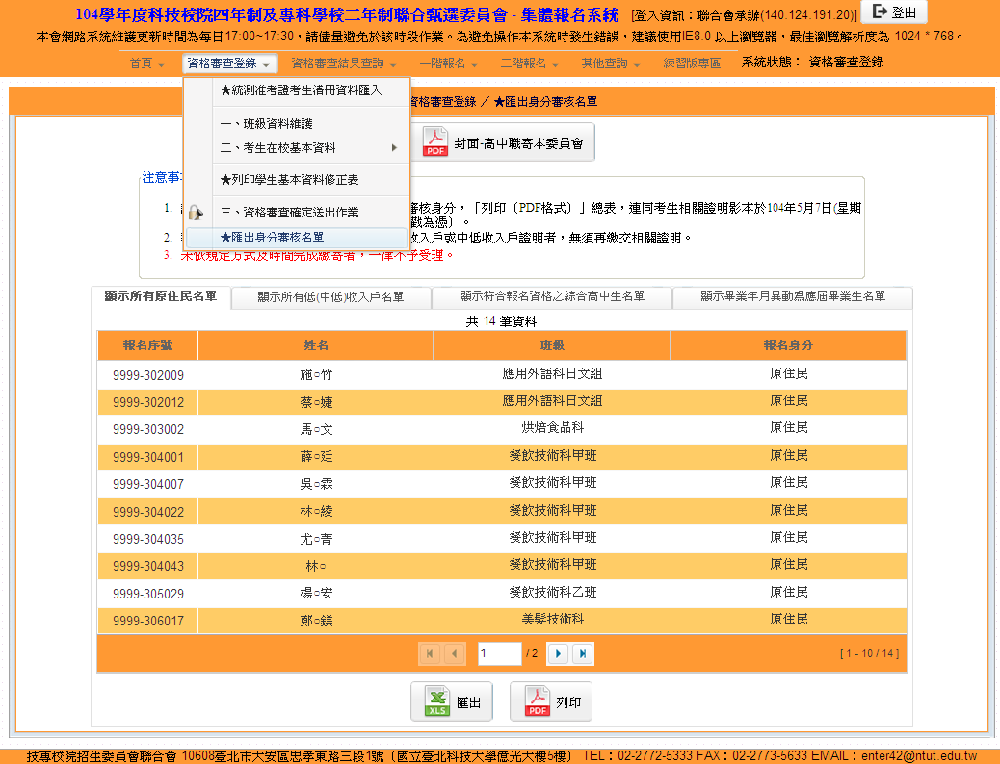 104學年度科技校院四年制及專科學校二年制聯合甄選委員會 - 集體報名系統 [登入資訊：聯合會承辦(140.124.191.20)] 登出
本會網路系統維護更新時間為每日17:00~17:30，請儘量避免於該時段作業。為避免操作本系統時發生錯誤，建議使用IE8.0 以上瀏覽器，最佳瀏覽解析度為 1024 * 768。
首頁 資格審查登錄 資格審查結果查詢 一階報名 二階報名 其他查詢 練習版專區 系統狀態： 資格審查登錄
★統測准考證考生清冊資料匯入
資格審查登錄 / ★匯出身分審核名單
一、班級資料維護
二、考生在校基本資料
封面-高中職寄本委員會
注意事
★列印學生基本資料修正表
1.
審核身分，「列印〔PDF格式〕」總表，連同考生相關證明影本於104年5月7日(星期
三、資格審查確定送出作業
戳為憑〕。
2.
★匯出身分審核名單
收入戶或中低收入戶證明者，無須再繳交相關證明。
3. 未依規定方式及時間完成繳寄者，一律不予受理。
顯示所有原住民名單 顯示所有低(中低)收入戶名單 顯示符合報名資格之綜合高中生名單 顯示畢業年月異動為應屆畢業生名單
共 14 筆資料
報名序號 姓名 班級 報名身分
9999-302009 施○竹 應用外語科日文組 原住民
9999-302012 蔡○婕 應用外語科日文組 原住民
9999-303002 馬○文 烘焙食品科 原住民
9999-304001 薛○廷 餐飲技術科甲班 原住民
9999-304007 吳○霖 餐飲技術科甲班 原住民
9999-304022 林○綾 餐飲技術科甲班 原住民
9999-304035 尤○菁 餐飲技術科甲班 原住民
9999-304043 林○ 餐飲技術科甲班 原住民
9999-305029 楊○安 餐飲技術科乙班 原住民
9999-306017 鄭○鎂 美髮技術科 原住民
1 / 2 [ 1 - 10 / 14 ]
匯出 列印
技專校院招生委員會聯合會 10608臺北市大安區忠孝東路三段1號〔國立臺北科技大學億光大樓5樓〕 TEL：02-2772-5333 FAX：02-2773-5633 EMAIL：enter42@ntut.edu.tw